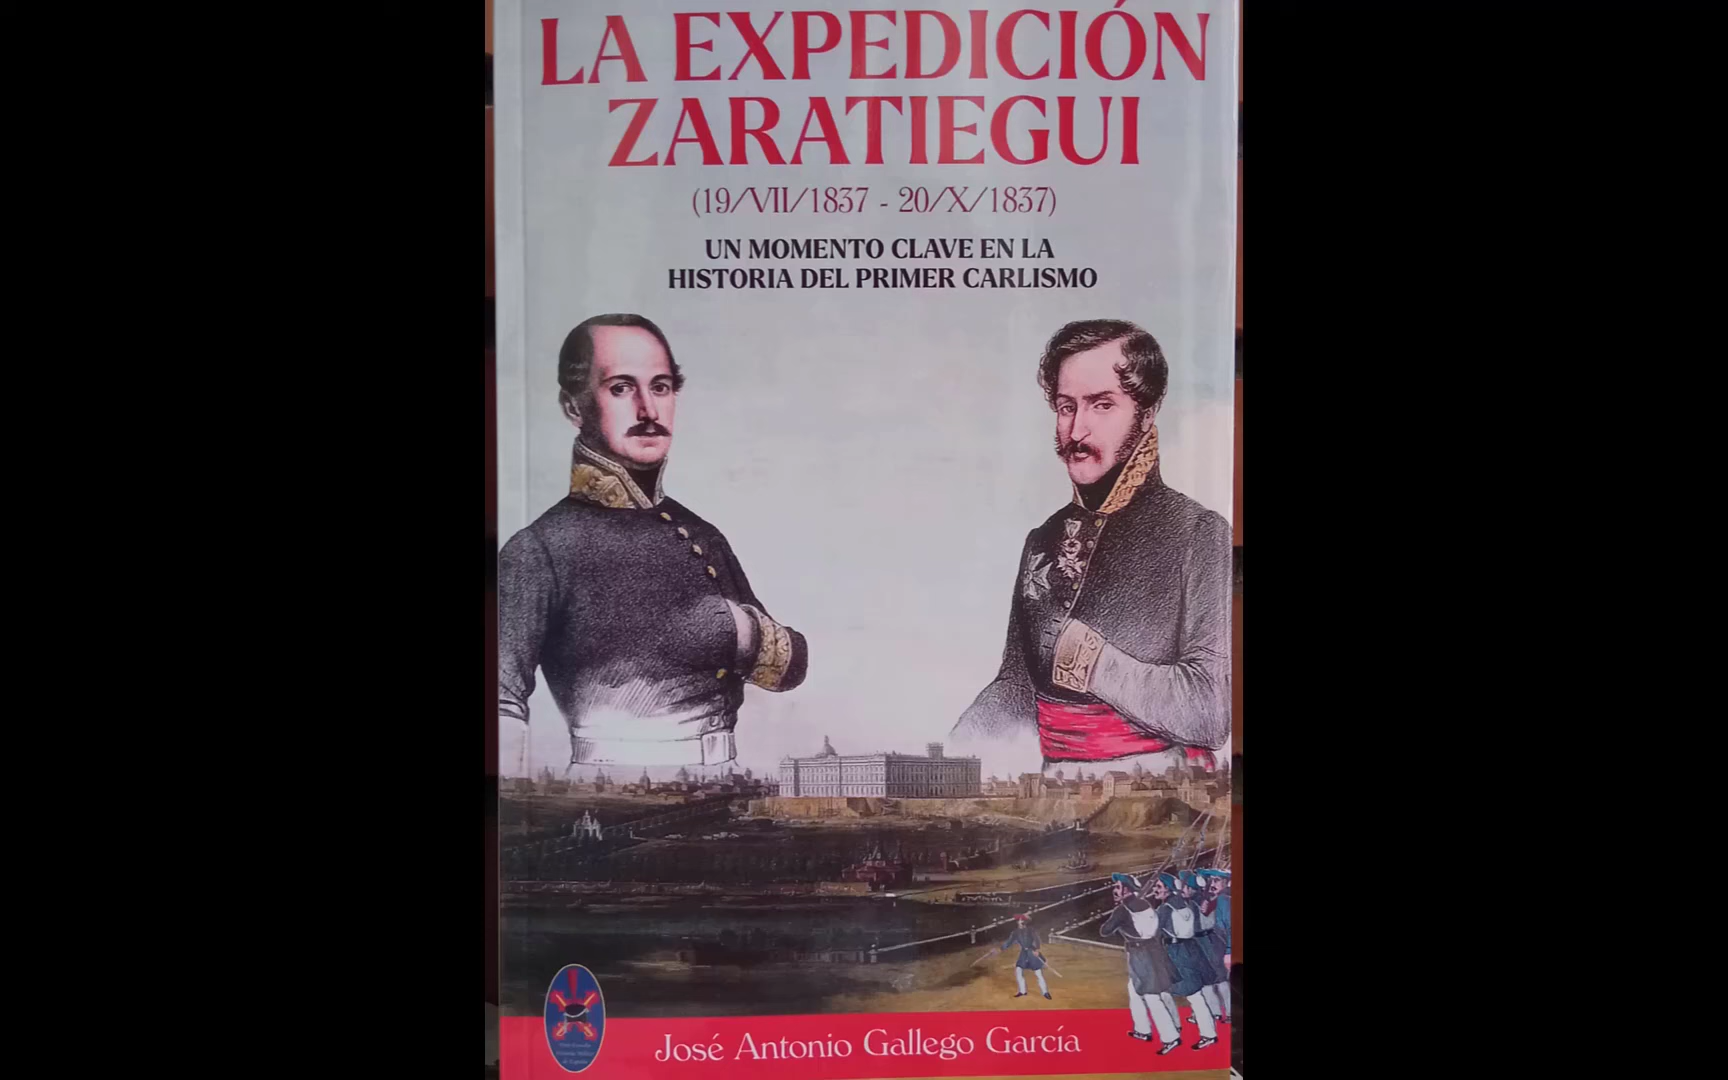 LA EXPEDICIÓN
ZARATIEGUI
(19/VII/1837 - 20/X/1837)
UN MOMENTO CLAVE EN LA
HISTORIA DEL PRIMER CARLISMO
José Antonio Gallego García